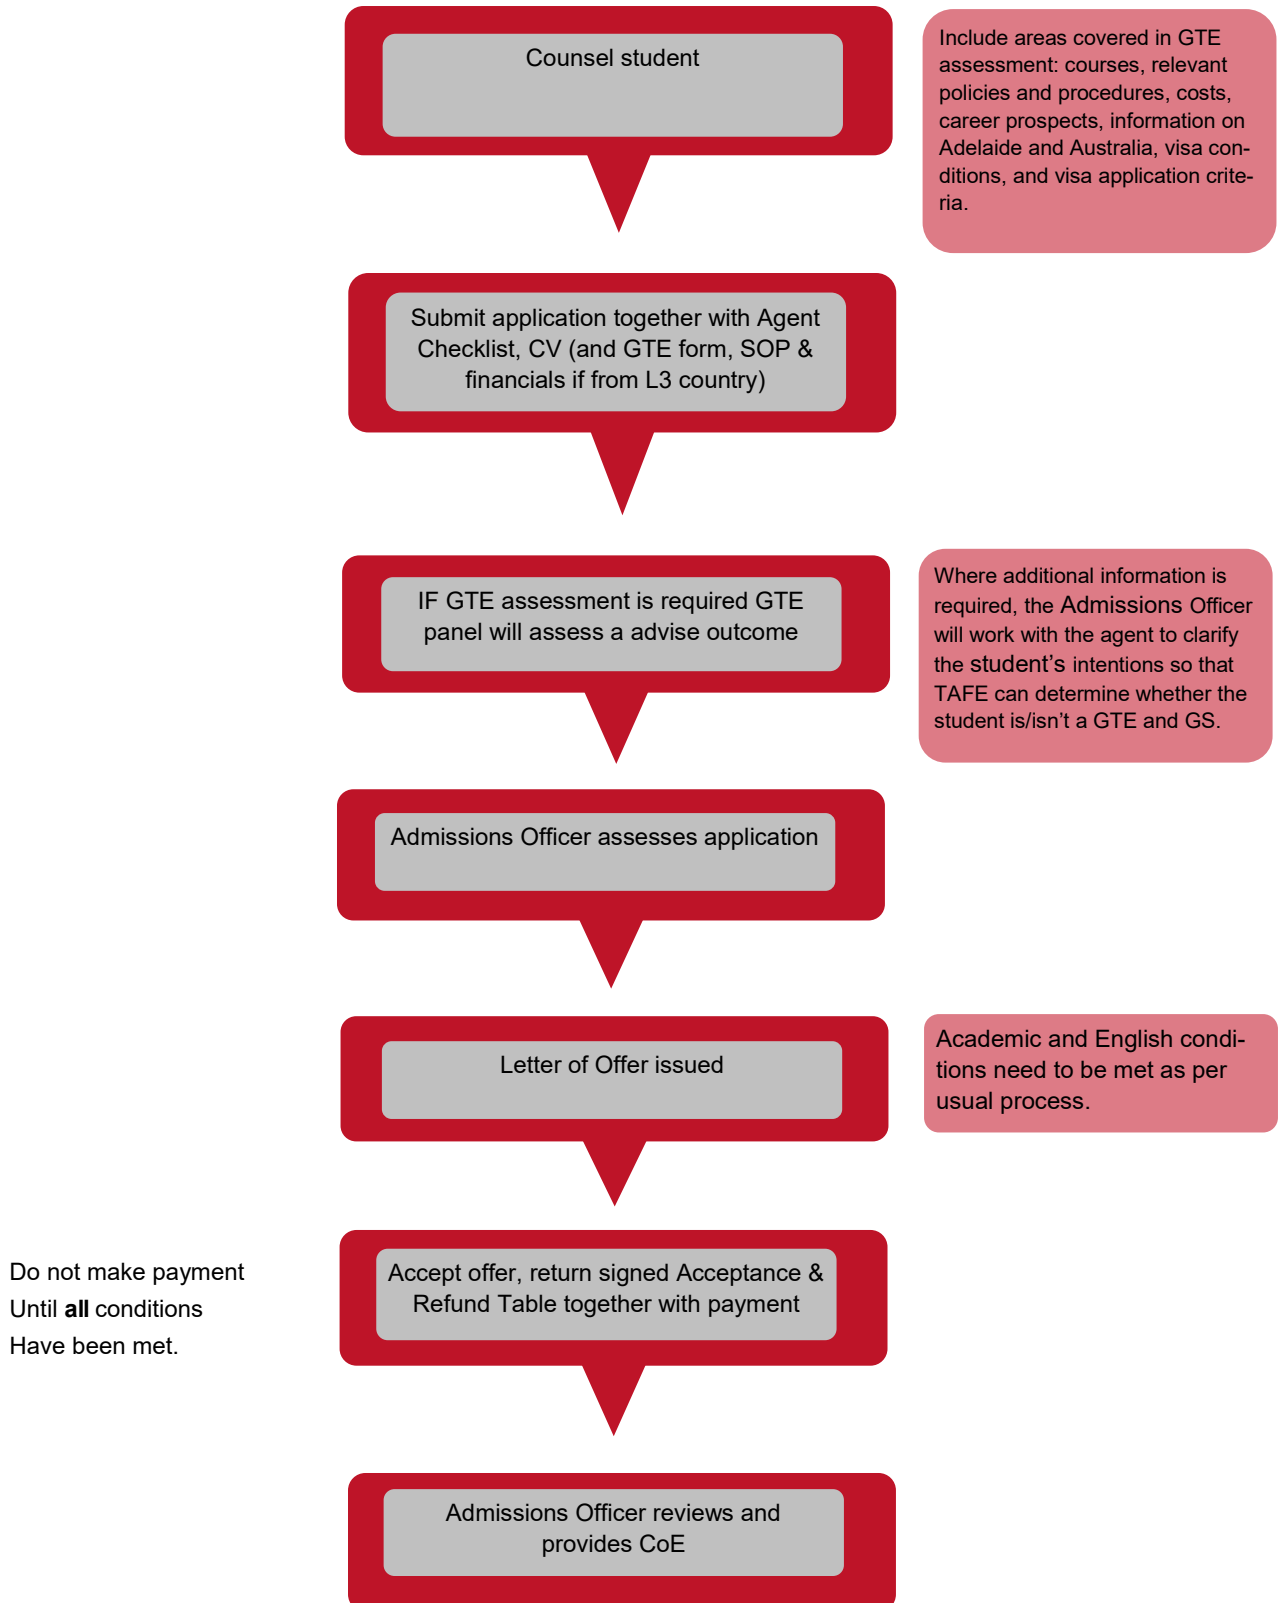 Counsel student
Include areas covered in GTE
assessment: courses, relevant
policies and procedures, costs,
career prospects, information on
Adelaide and Australia, visa con-
ditions, and visa application crite-
ria.
Submit application together with Agent
Checklist, CV (and GTE form, SOP &
financials if from L3 country)
IF GTE assessment is required GTE
panel will assess a advise outcome
Where additional information is
required, the Admissions Officer
will work with the agent to clarify
the student’s intentions so that
TAFE can determine whether the
student is/isn’t a GTE and GS.
Admissions Officer assesses application
Letter of Offer issued
Academic and English condi-
tions need to be met as per
usual process.
Do not make payment
Until all conditions
Have been met.
Accept offer, return signed Acceptance &
Refund Table together with payment
Admissions Officer reviews and
provides CoE